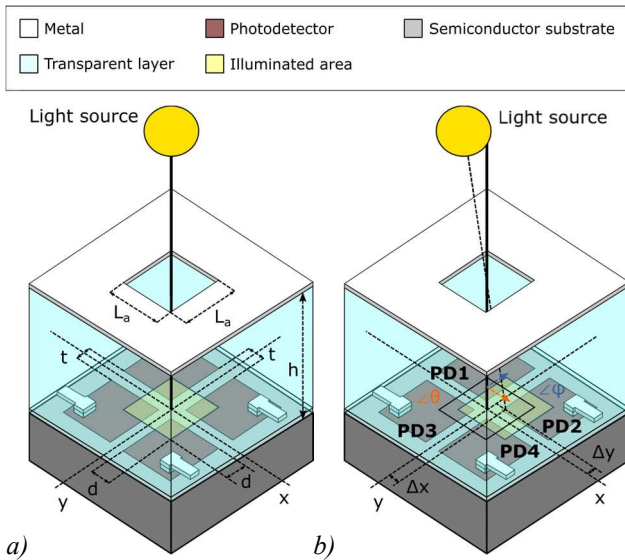 Metal
Photodetector
Semiconductor substrate
Transparent layer
Illuminated area
Light source
Light source
Lₐ
Lₐ
t
t
h
d
d
y
x
a)
PD1
∠θ
∠φ
PD3
PD2
PD4
Δx
Δy
y
x
b)